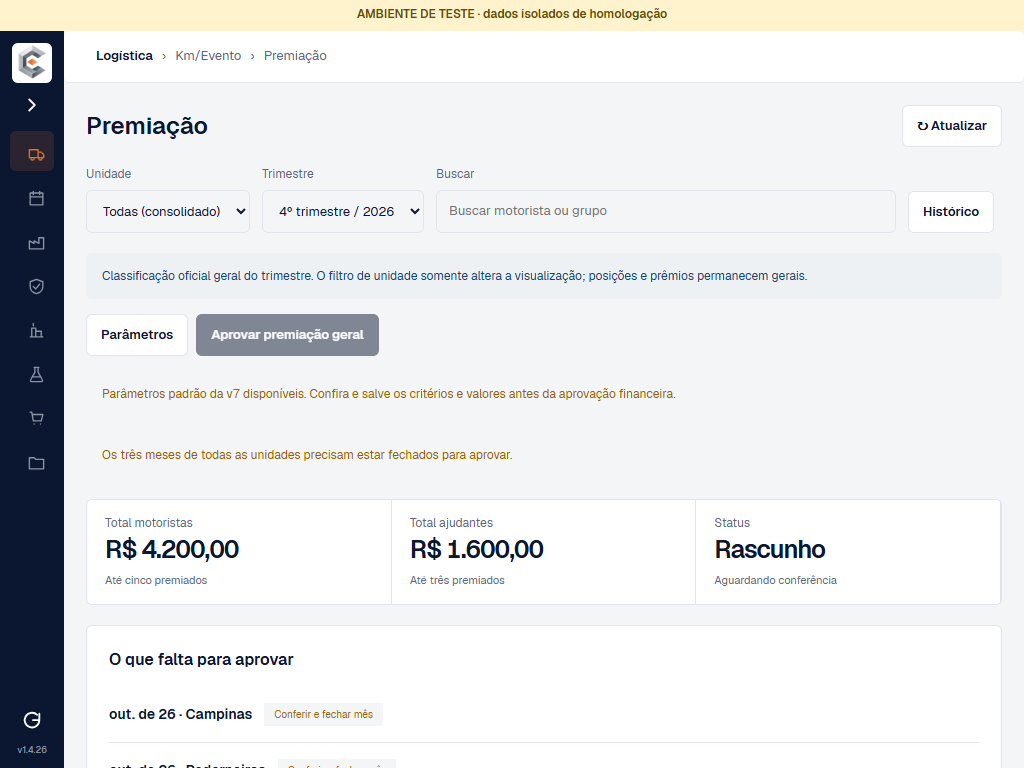 AMBIENTE DE TESTE · dados isolados de homologação
Logística › Km/Evento › Premiação
Premiação
↻ Atualizar
Unidade
Trimestre
Buscar
Todas (consolidado)
4º trimestre / 2026
Buscar motorista ou grupo
Histórico
Classificação oficial geral do trimestre. O filtro de unidade somente altera a visualização; posições e prêmios permanecem gerais.
Parâmetros
Aprovar premiação geral
Parâmetros padrão da v7 disponíveis. Confira e salve os critérios e valores antes da aprovação financeira.
Os três meses de todas as unidades precisam estar fechados para aprovar.
Total motoristas
R$ 4.200,00
Até cinco premiados
Total ajudantes
R$ 1.600,00
Até três premiados
Status
Rascunho
Aguardando conferência
O que falta para aprovar
out. de 26 · Campinas
Conferir e fechar mês
v1.4.26